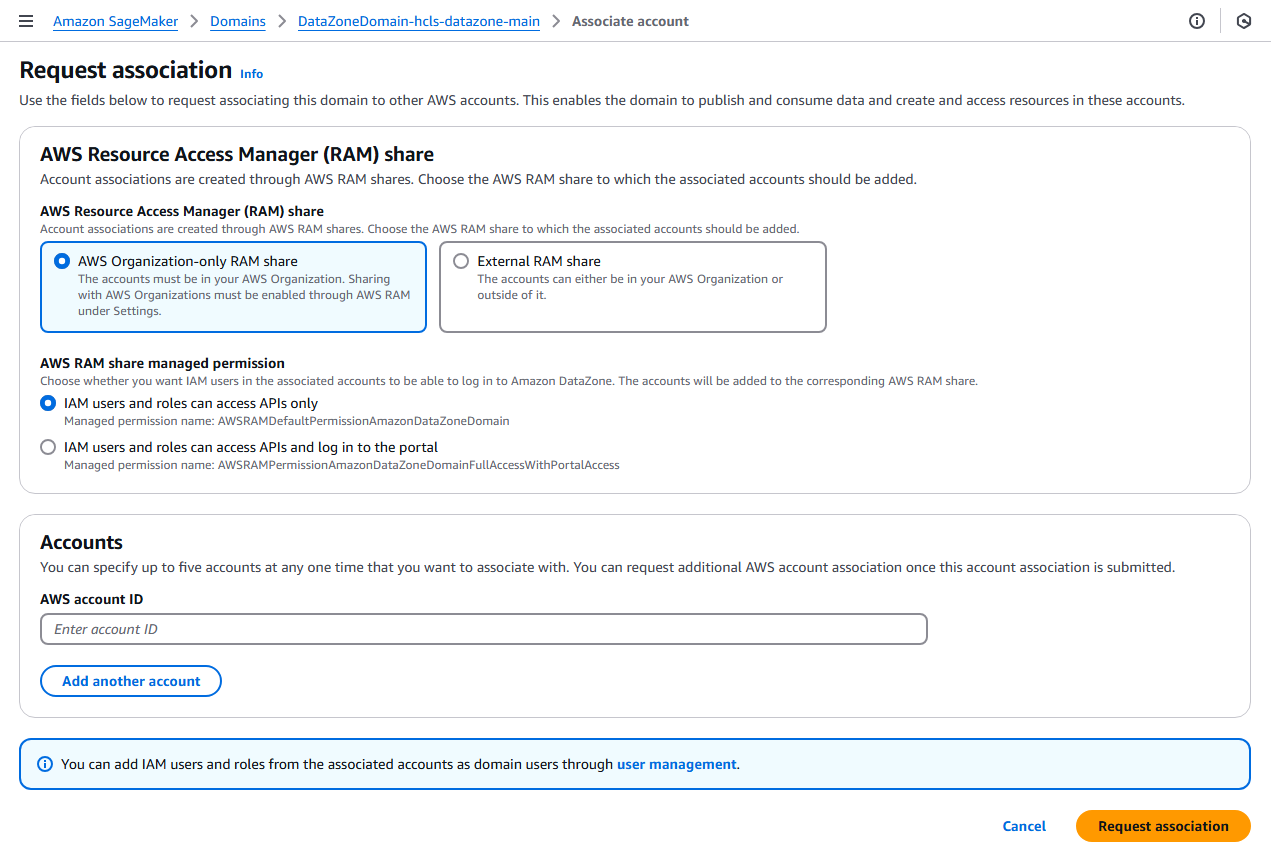 Amazon SageMaker > Domains > DataZoneDomain-hcls-datazone-main > Associate account
Request association Info
Use the fields below to request associating this domain to other AWS accounts. This enables the domain to publish and consume data and create and access resources in these accounts.
AWS Resource Access Manager (RAM) share
Account associations are created through AWS RAM shares. Choose the AWS RAM share to which the associated accounts should be added.
AWS Resource Access Manager (RAM) share
Account associations are created through AWS RAM shares. Choose the AWS RAM share to which the associated accounts should be added.
AWS Organization-only RAM share
The accounts must be in your AWS Organization. Sharing
with AWS Organizations must be enabled through AWS RAM
under Settings.
External RAM share
The accounts can either be in your AWS Organization or
outside of it.
AWS RAM share managed permission
Choose whether you want IAM users in the associated accounts to be able to log in to Amazon DataZone. The accounts will be added to the corresponding AWS RAM share.
IAM users and roles can access APIs only
Managed permission name: AWSRAMDefaultPermissionAmazonDataZoneDomain
IAM users and roles can access APIs and log in to the portal
Managed permission name: AWSRAMPermissionAmazonDataZoneDomainFullAccessWithPortalAccess
Accounts
You can specify up to five accounts at any one time that you want to associate with. You can request additional AWS account association once this account association is submitted.
AWS account ID
Enter account ID
Add another account
You can add IAM users and roles from the associated accounts as domain users through user management.
Cancel
Request association